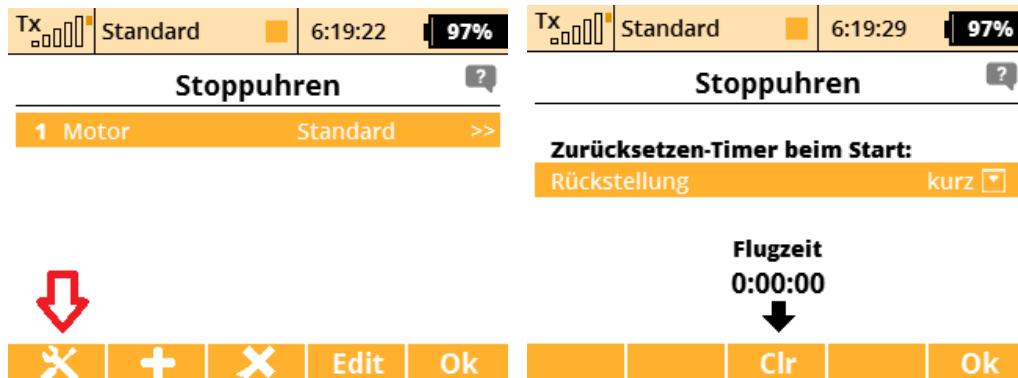 Tx Standard 6:19:22 97%
Stoppuhren ?
1 Motor Standard >>
Edit Ok
Tx Standard 6:19:29 97%
Stoppuhren ?
Zurücksetzen-Timer beim Start:
Rückstellung kurz
Flugzeit
0:00:00
Clr Ok